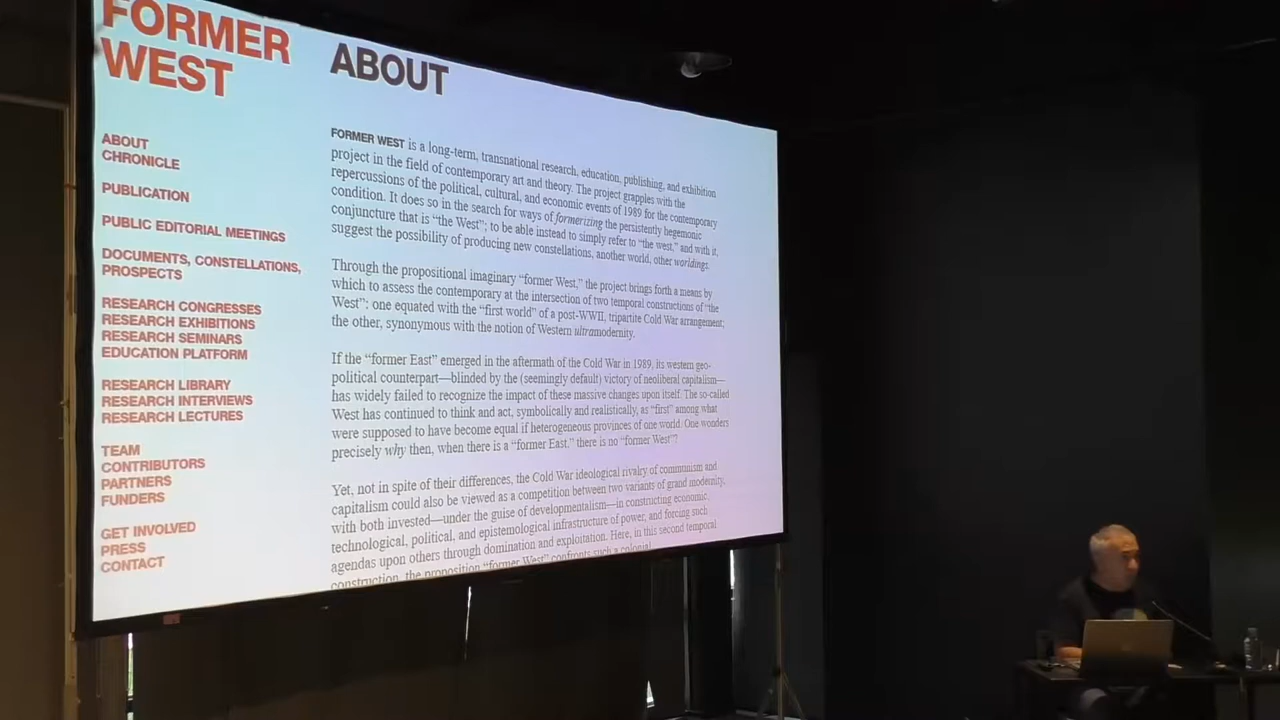 FORMER
WEST
ABOUT
ABOUT
CHRONICLE
PUBLICATION
PUBLIC EDITORIAL MEETINGS
DOCUMENTS, CONSTELLATIONS,
PROSPECTS
RESEARCH CONGRESSES
RESEARCH EXHIBITIONS
RESEARCH SEMINARS
EDUCATION PLATFORM
RESEARCH LIBRARY
RESEARCH INTERVIEWS
RESEARCH LECTURES
TEAM
CONTRIBUTORS
PARTNERS
FUNDERS
GET INVOLVED
PRESS
CONTACT
FORMER WEST is a long-term, transnational research, education, publishing, and exhibition
project in the field of contemporary art and theory. The project grapples with the
repercussions of the political, cultural, and economic events of 1989 for the contemporary
condition. It does so in the search for ways of formerizing the persistently hegemonic
conjuncture that is “the West”; to be able instead to simply refer to “the west,” and with it,
suggest the possibility of producing new constellations, another world, other worldings.
Through the propositional imaginary “former West,” the project brings forth a means by
which to assess the contemporary at the intersection of two temporal constructions of “the
West”: one equated with the “first world” of a post-WWII, tripartite Cold War arrangement;
the other, synonymous with the notion of Western ultramodernity.
If the “former East” emerged in the aftermath of the Cold War in 1989, its western geo-
political counterpart—blinded by the (seemingly default) victory of neoliberal capitalism—
has widely failed to recognize the impact of these massive changes upon itself. The so-called
West has continued to think and act, symbolically and realistically, as “first” among what
were supposed to have become equal if heterogeneous provinces of one world. One wonders
precisely why then, when there is a “former East,” there is no “former West”?
Yet, not in spite of their differences, the Cold War ideological rivalry of communism and
capitalism could also be viewed as a competition between two variants of grand modernity,
with both invested—under the guise of developmentalism—in constructing economic,
technological, political, and epistemological infrastructure of power, and forcing such
agendas upon others through domination and exploitation. Here, in this second temporal
construction, the proposition “former West” confronts such a colonial